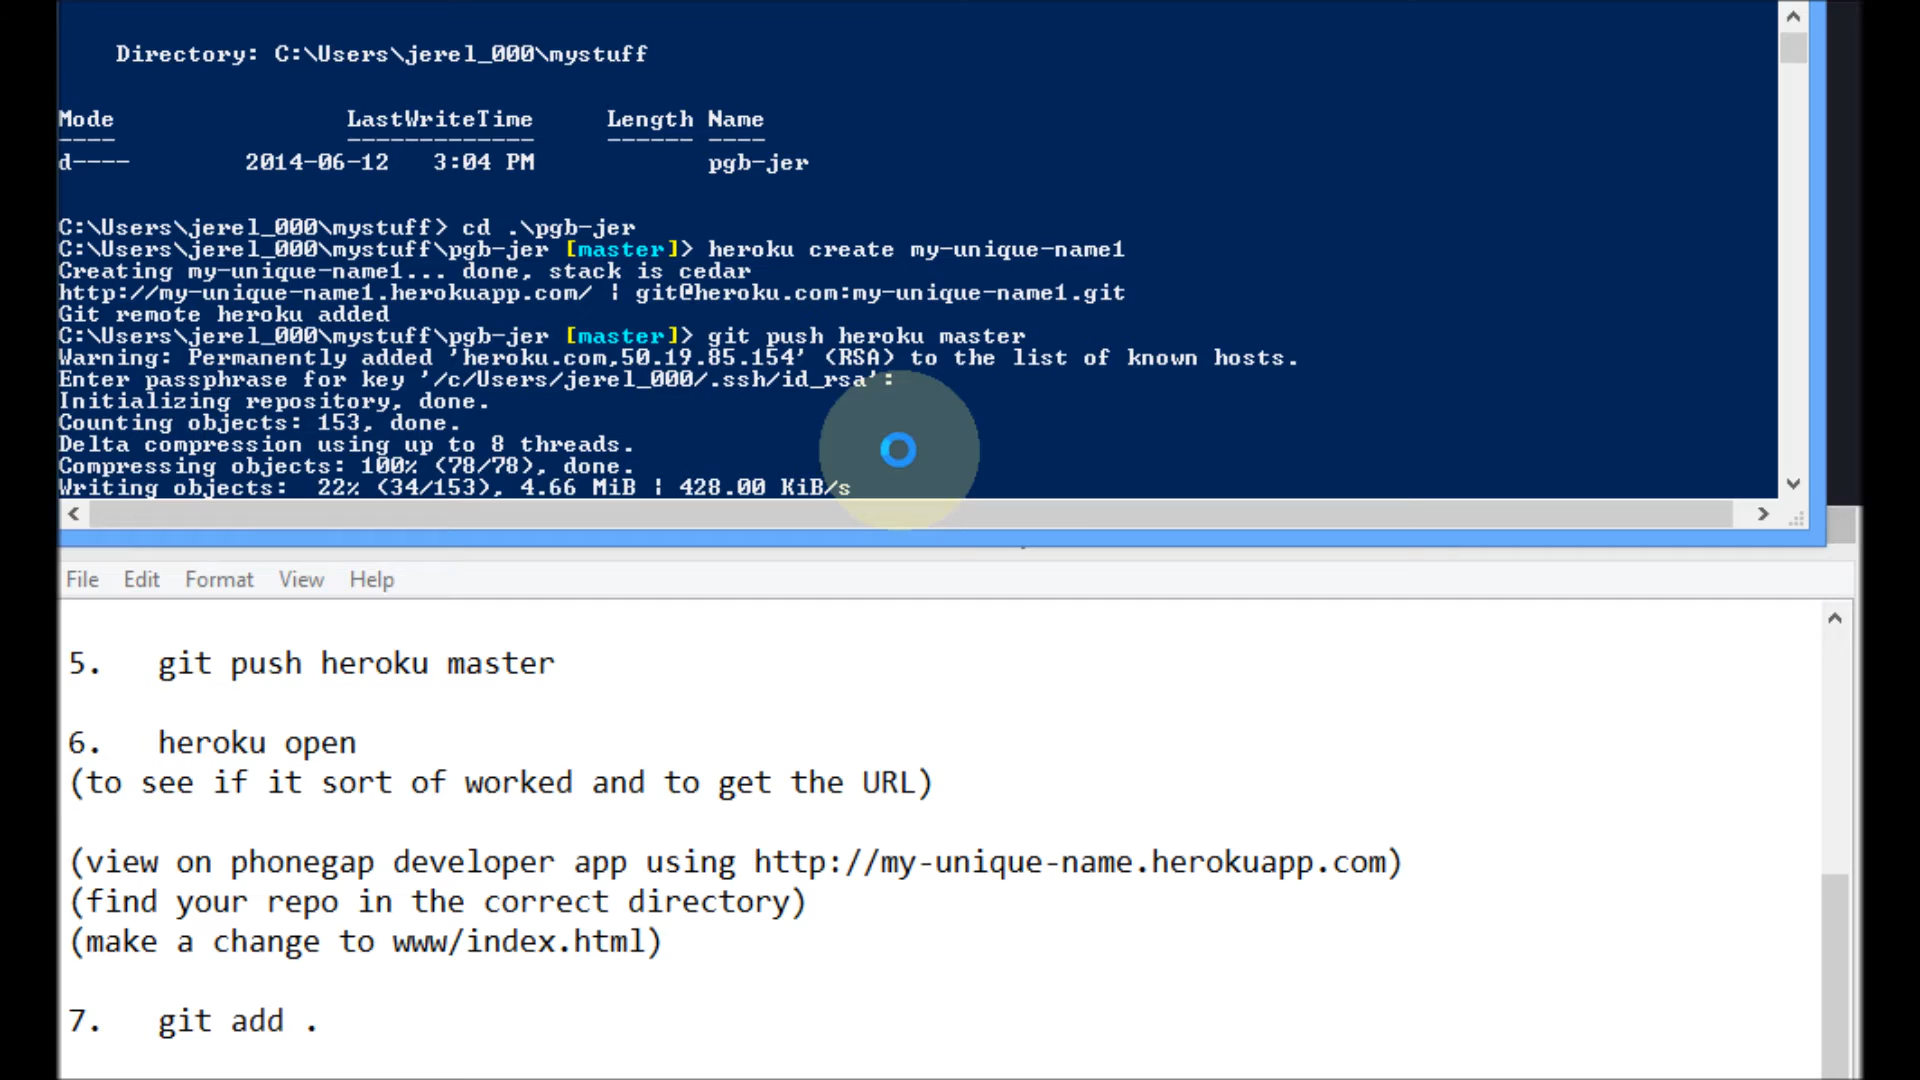 Directory: C:\Users\jerel_000\mystuff
Mode LastWriteTime Length Name
---- ------------- ------ ----
d---- 2014-06-12 3:04 PM pgb-jer
C:\Users\jerel_000\mystuff> cd .\pgb-jer
C:\Users\jerel_000\mystuff\pgb-jer [master]> heroku create my-unique-name1
Creating my-unique-name1... done, stack is cedar
http://my-unique-name1.herokuapp.com/ | git@heroku.com:my-unique-name1.git
Git remote heroku added
C:\Users\jerel_000\mystuff\pgb-jer [master]> git push heroku master
Warning: Permanently added 'heroku.com,50.19.85.154' (RSA) to the list of known hosts.
Enter passphrase for key '/c/Users/jerel_000/.ssh/id_rsa':
Initializing repository, done.
Counting objects: 153, done.
Delta compression using up to 8 threads.
Compressing objects: 100% (78/78), done.
Writing objects:  22% (34/153), 4.66 MiB | 428.00 KiB/s
File Edit Format View Help
5. git push heroku master
6. heroku open
(to see if it sort of worked and to get the URL)
(view on phonegap developer app using http://my-unique-name.herokuapp.com)
(find your repo in the correct directory)
(make a change to www/index.html)
7. git add .